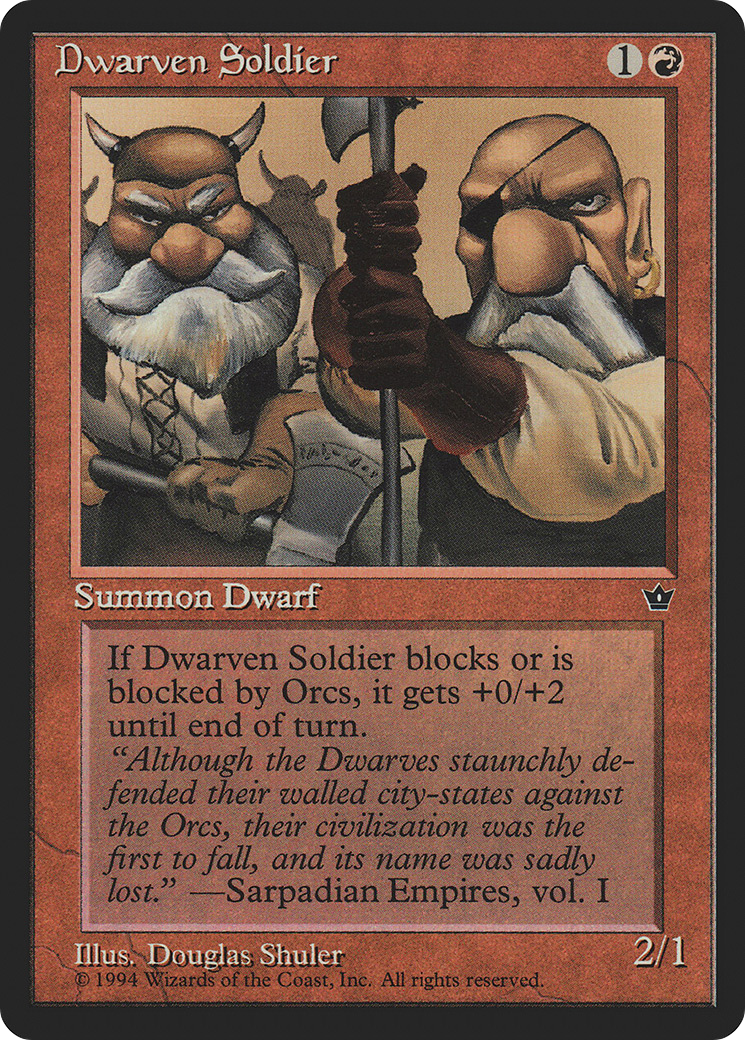 Dwarven Soldier 1
If Dwarven Soldier blocks or is
blocked by Orcs, it gets +0/+2
until end of turn.
“Although the Dwarves staunchly de-
fended their walled city-states against
the Orcs, their civilization was the
first to fall, and its name was sadly
lost.” —Sarpadian Empires, vol. I
Summon Dwarf
Illus. Douglas Shuler 2/1
© 1994 Wizards of the Coast, Inc. All rights reserved.